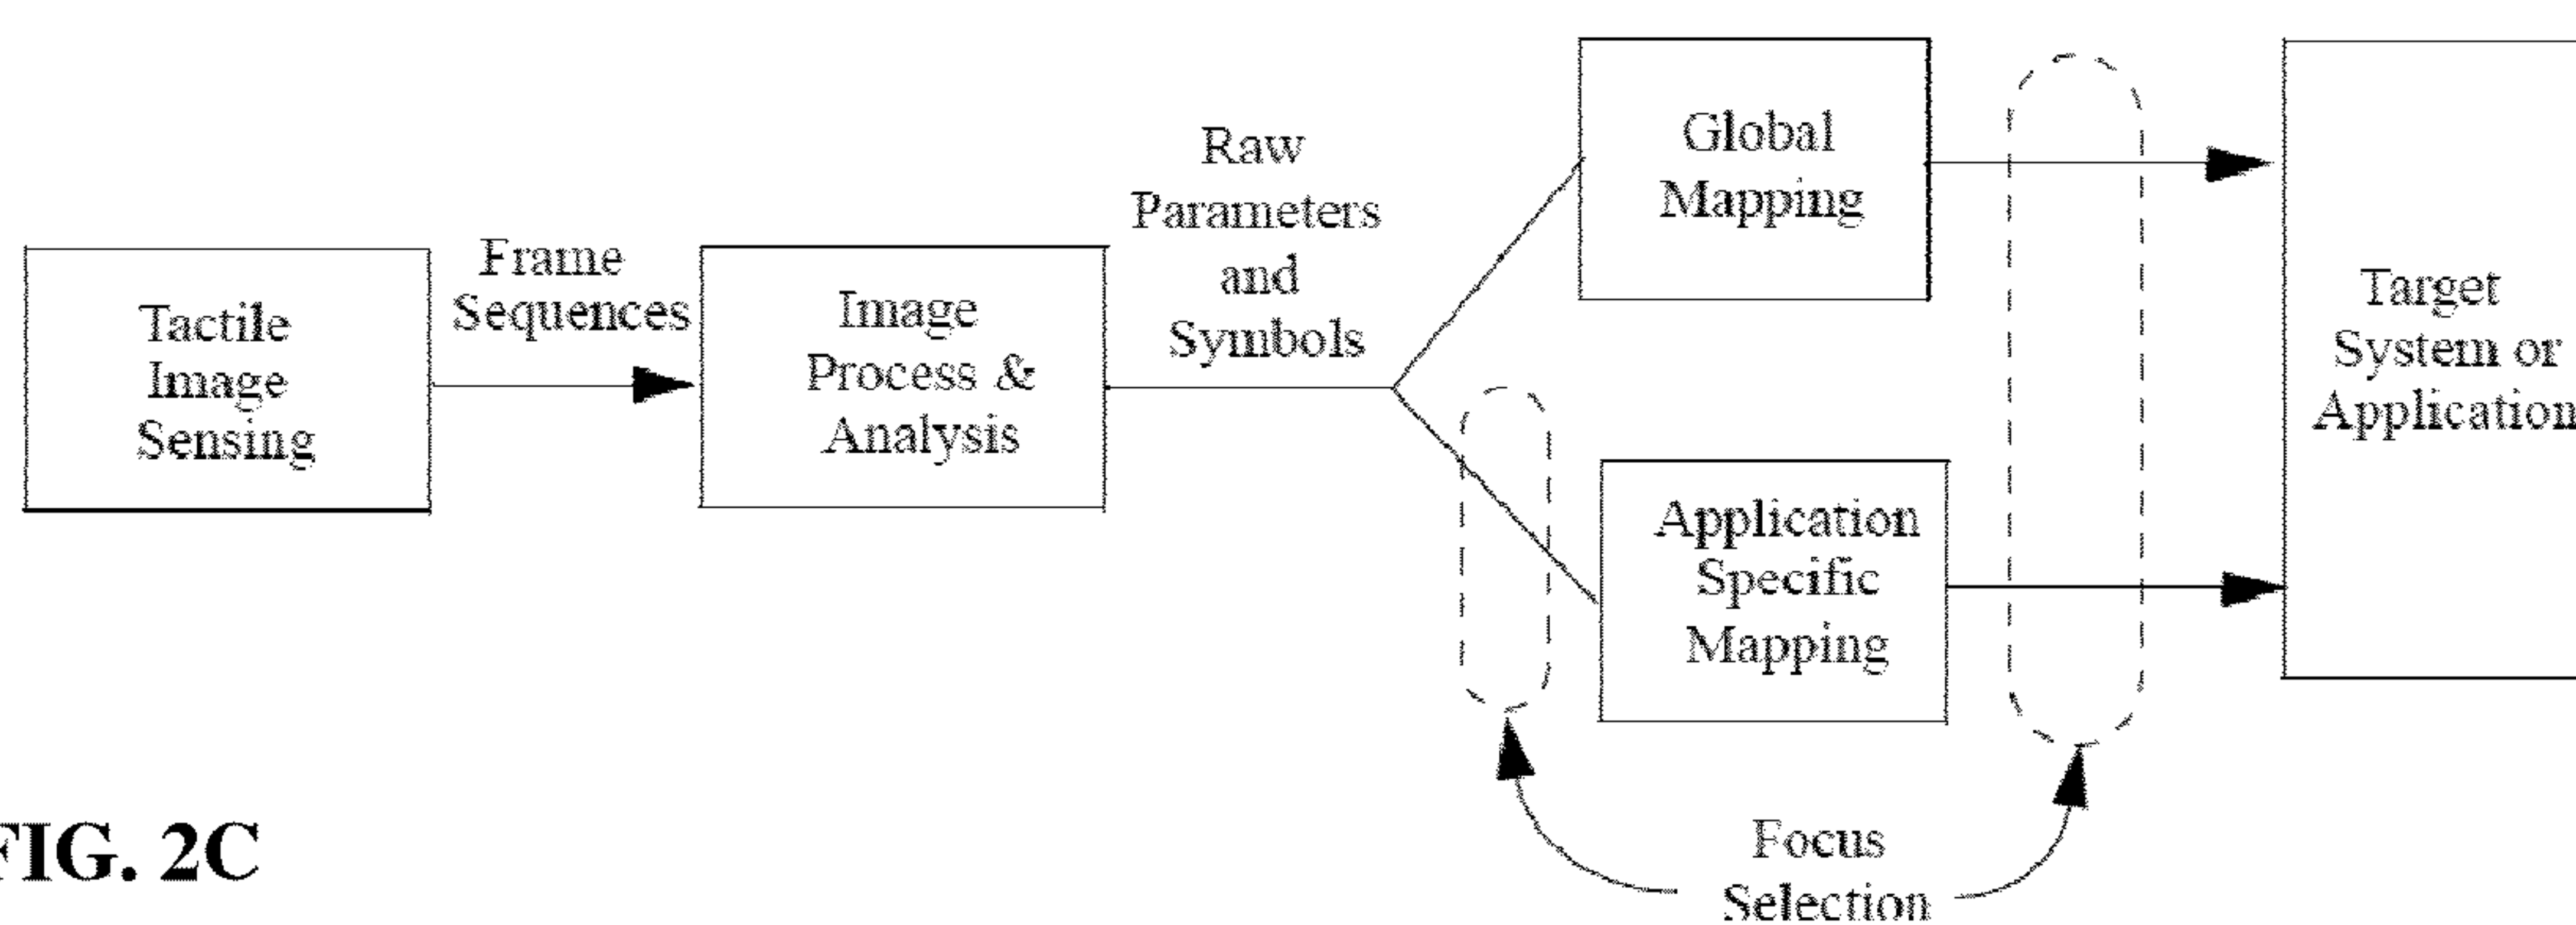 Tactile
Image
Sensing
Frame
Sequences
Image
Process &
Analysis
Raw
Parameters
and
Symbols
Global
Mapping
Application
Specific
Mapping
Target
System or
Application
Focus
Selection
FIG. 2C